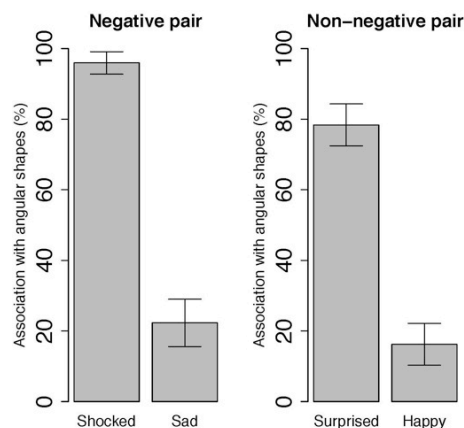 Negative pair
Association with angular shapes (%)
100
80
60
40
20
0
Shocked Sad
Non−negative pair
Association with angular shapes (%)
100
80
60
40
20
0
Surprised Happy